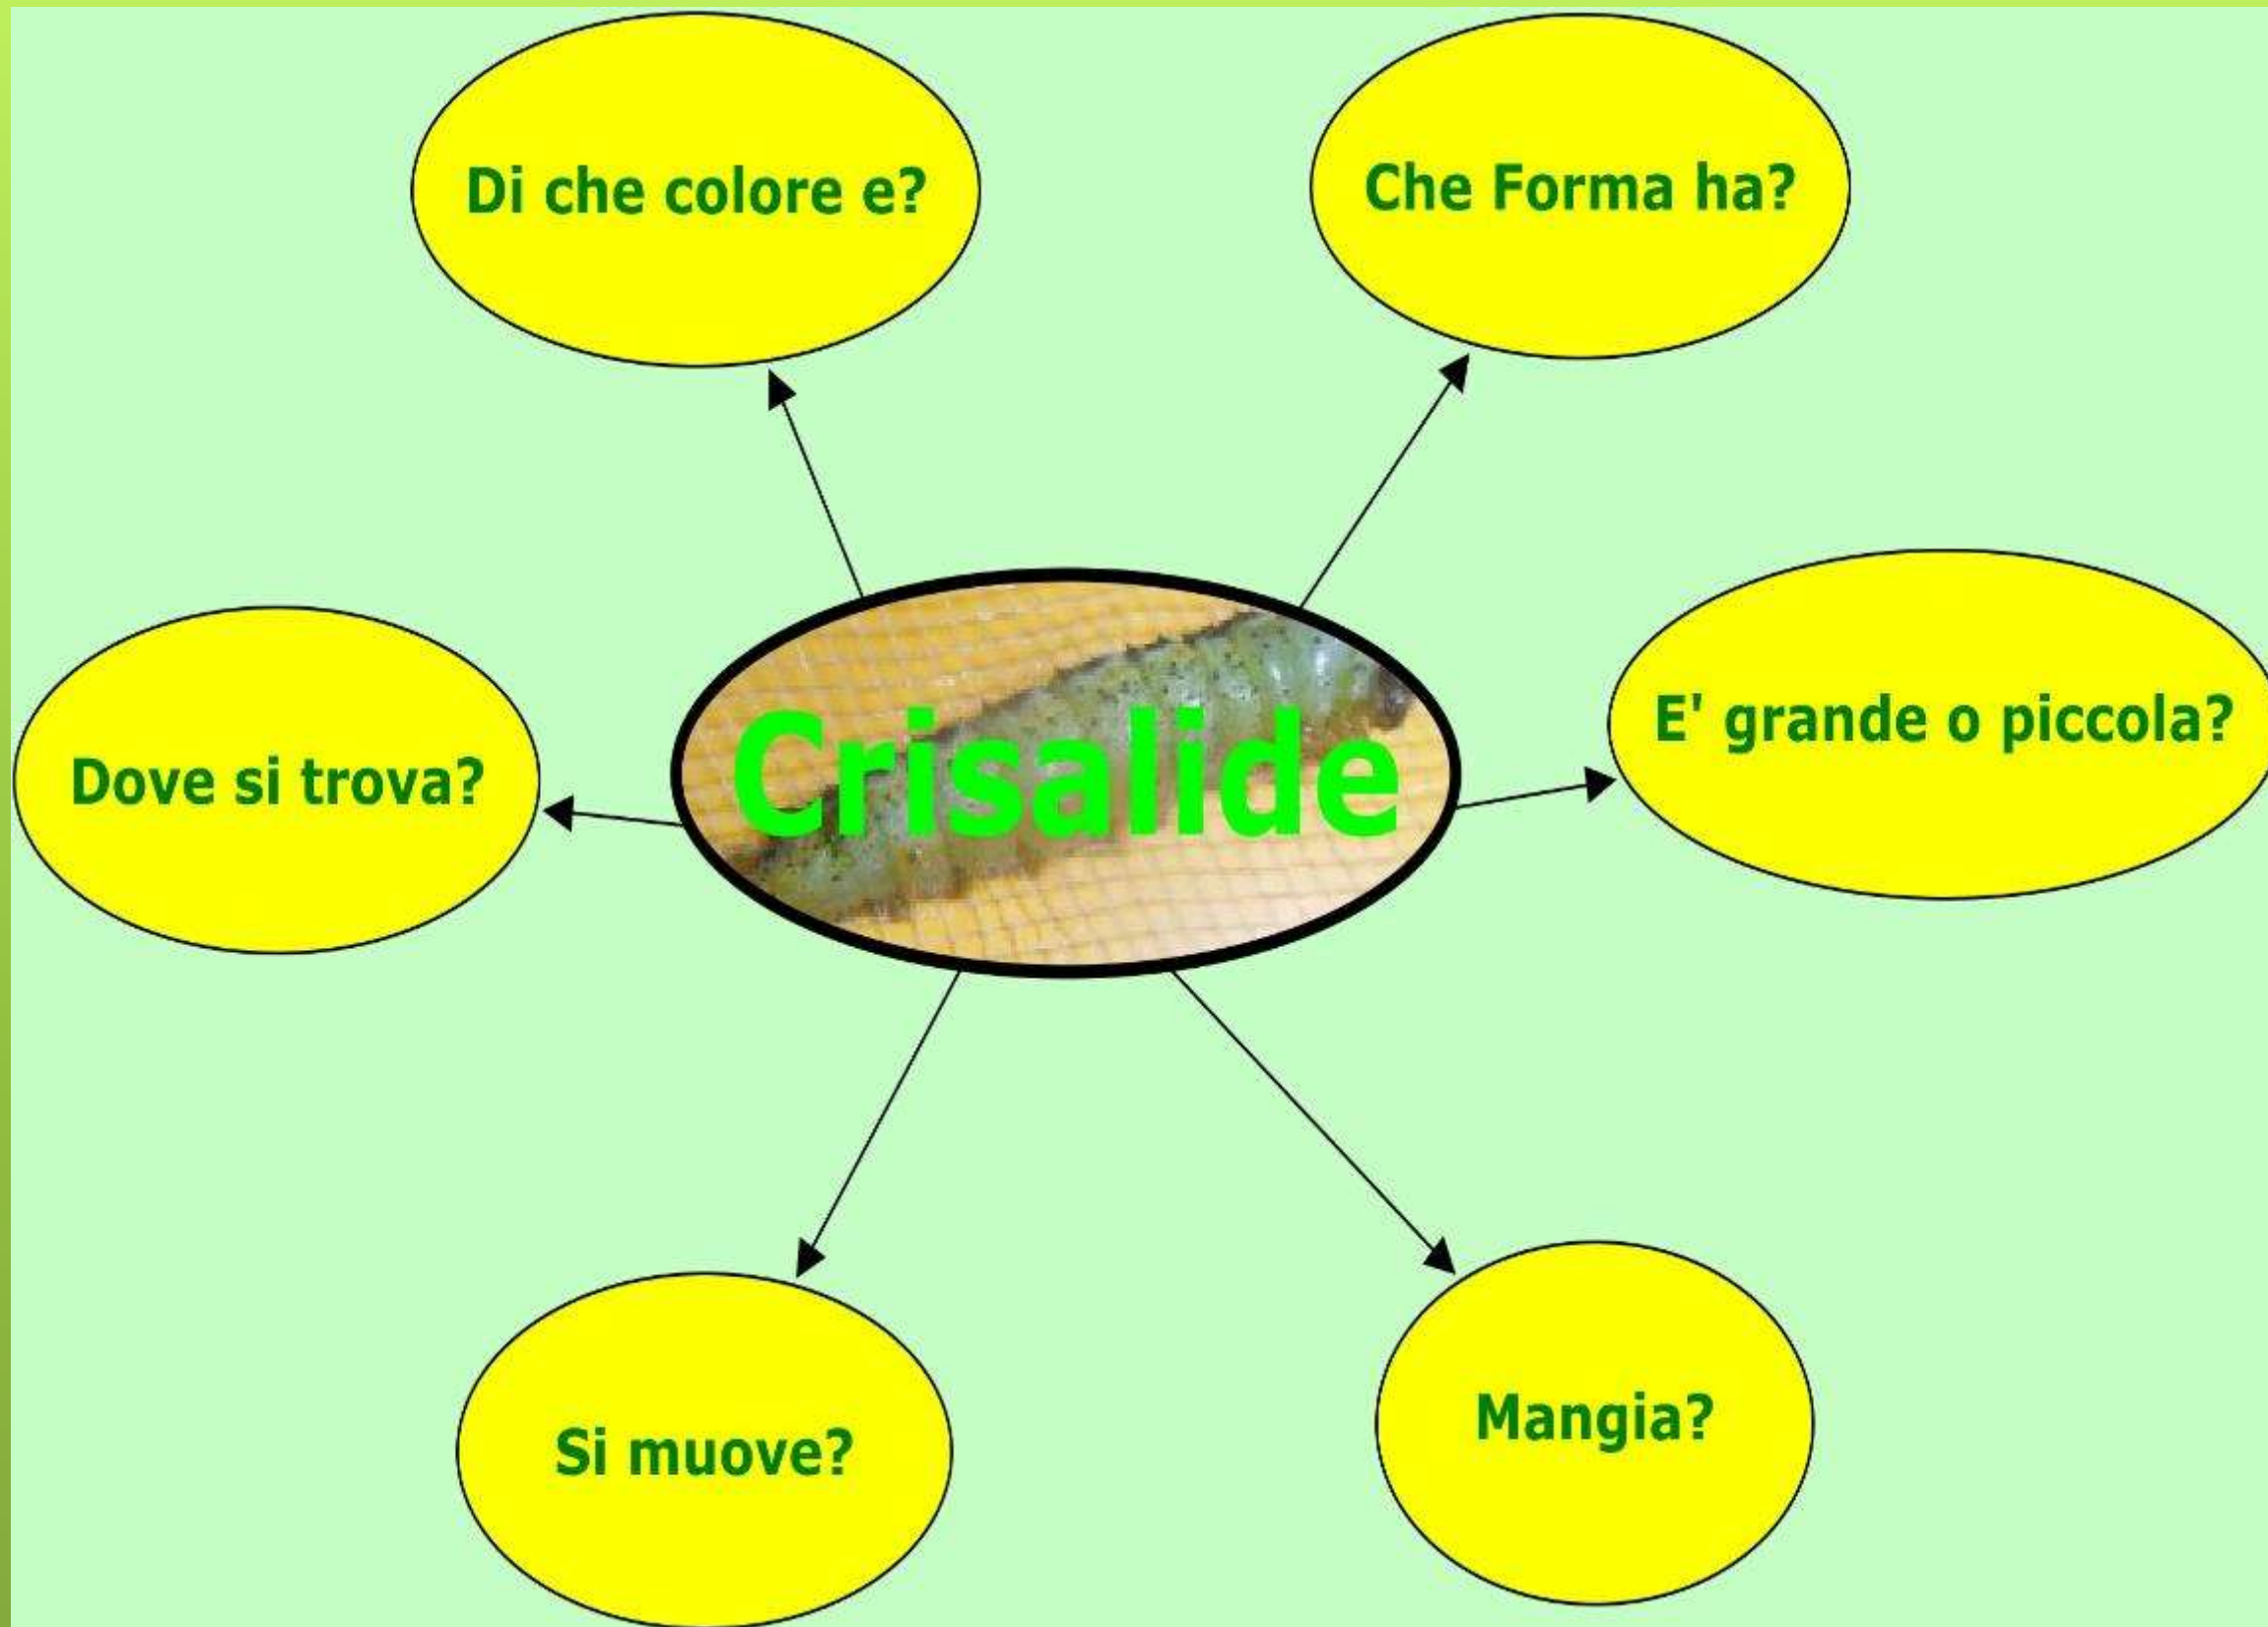 Di che colore e?
Che Forma ha?
E' grande o piccola?
Dove si trova?
Crisalide
Si muove?
Mangia?